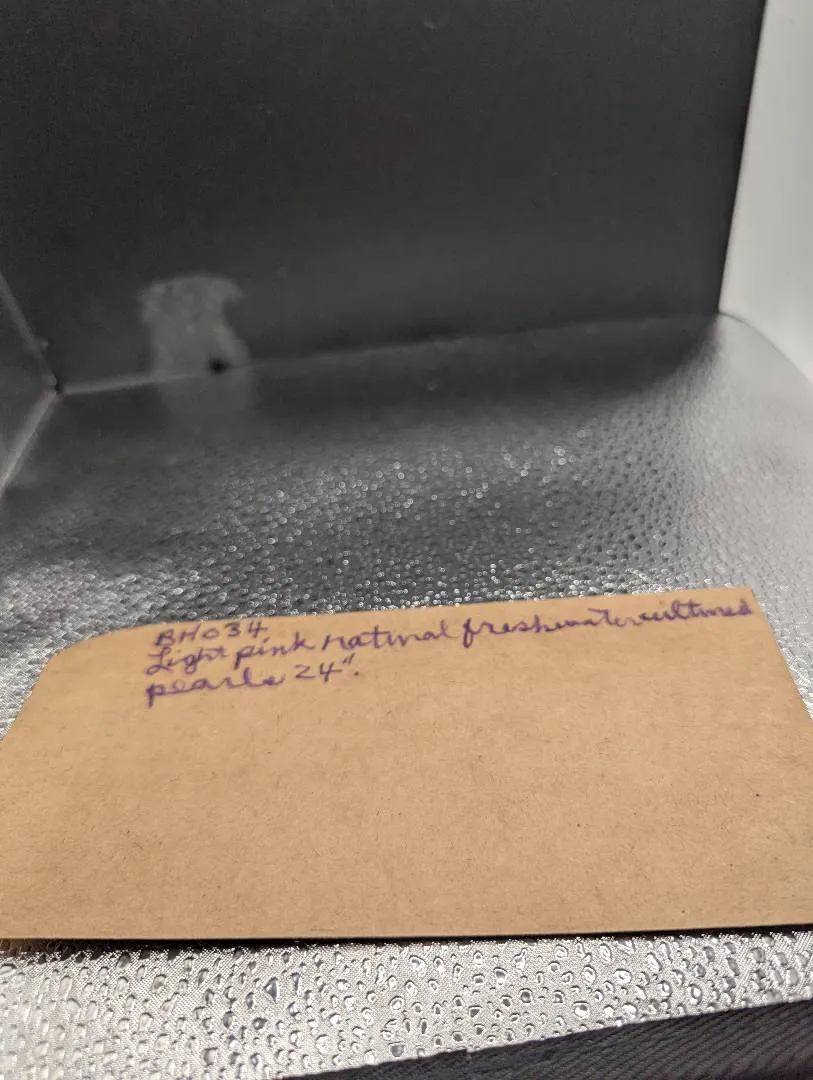 BH034
Light pink natural freshwater cultured
pearls 24".